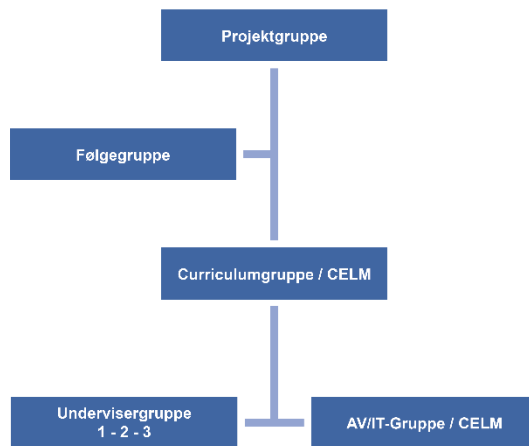 Projektgruppe
Følgegruppe
Curriculumgruppe / CELM
Undervisergruppe
1 - 2 - 3
AV/IT-Gruppe / CELM